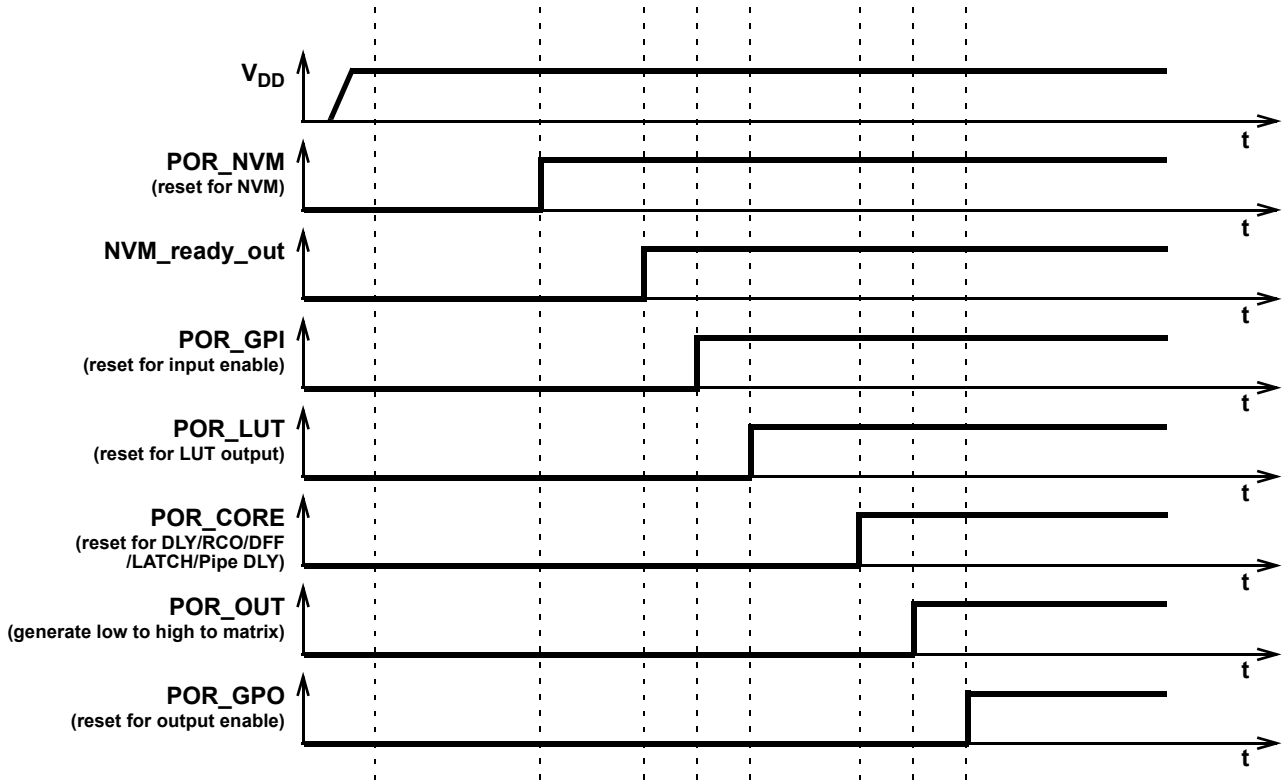 VDD
t
POR_NVM
(reset for NVM)
t
NVM_ready_out
t
POR_GPI
(reset for input enable)
t
POR_LUT
(reset for LUT output)
t
POR_CORE
(reset for DLY/RCO/DFF
/LATCH/Pipe DLY)
t
POR_OUT
(generate low to high to matrix)
t
POR_GPO
(reset for output enable)
t